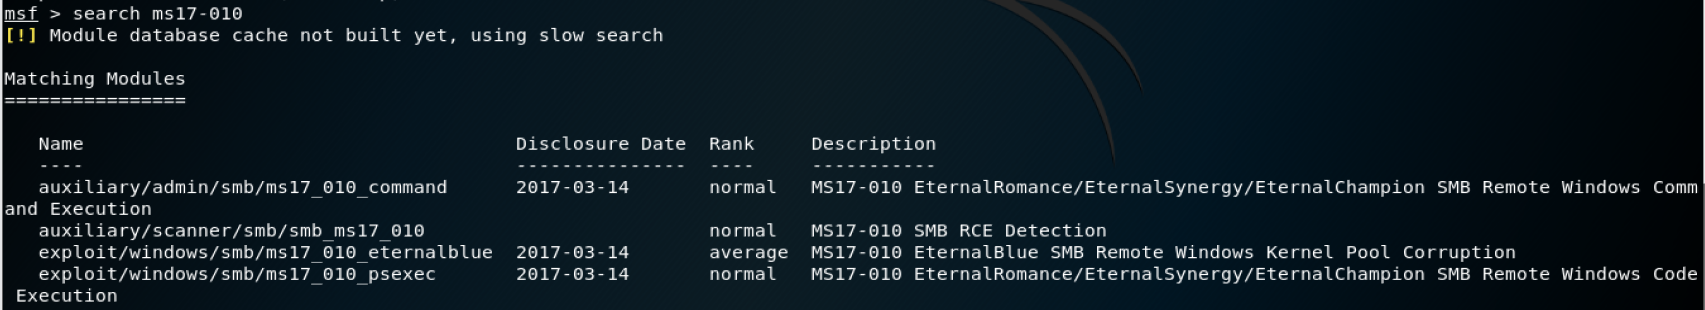 msf > search ms17-010
[!] Module database cache not built yet, using slow search
Matching Modules
================
Name Disclosure Date Rank Description
---- --------------- ---- -----------
auxiliary/admin/smb/ms17_010_command 2017-03-14 normal MS17-010 EternalRomance/EternalSynergy/EternalChampion SMB Remote Windows Comm
and Execution
auxiliary/scanner/smb/smb_ms17_010 normal MS17-010 SMB RCE Detection
exploit/windows/smb/ms17_010_eternalblue 2017-03-14 average MS17-010 EternalBlue SMB Remote Windows Kernel Pool Corruption
exploit/windows/smb/ms17_010_psexec 2017-03-14 normal MS17-010 EternalRomance/EternalSynergy/EternalChampion SMB Remote Windows Code
Execution